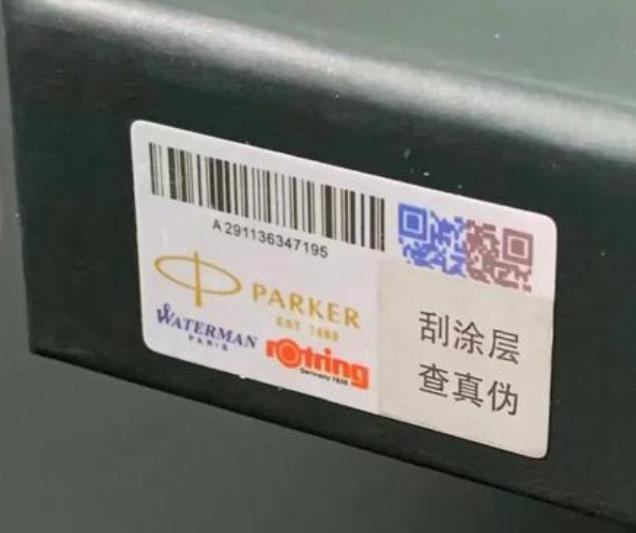 A291136347195
PARKER
EST 1888
WATERMAN
PARIS
rotring
Germany 1928
刮涂层
查真伪